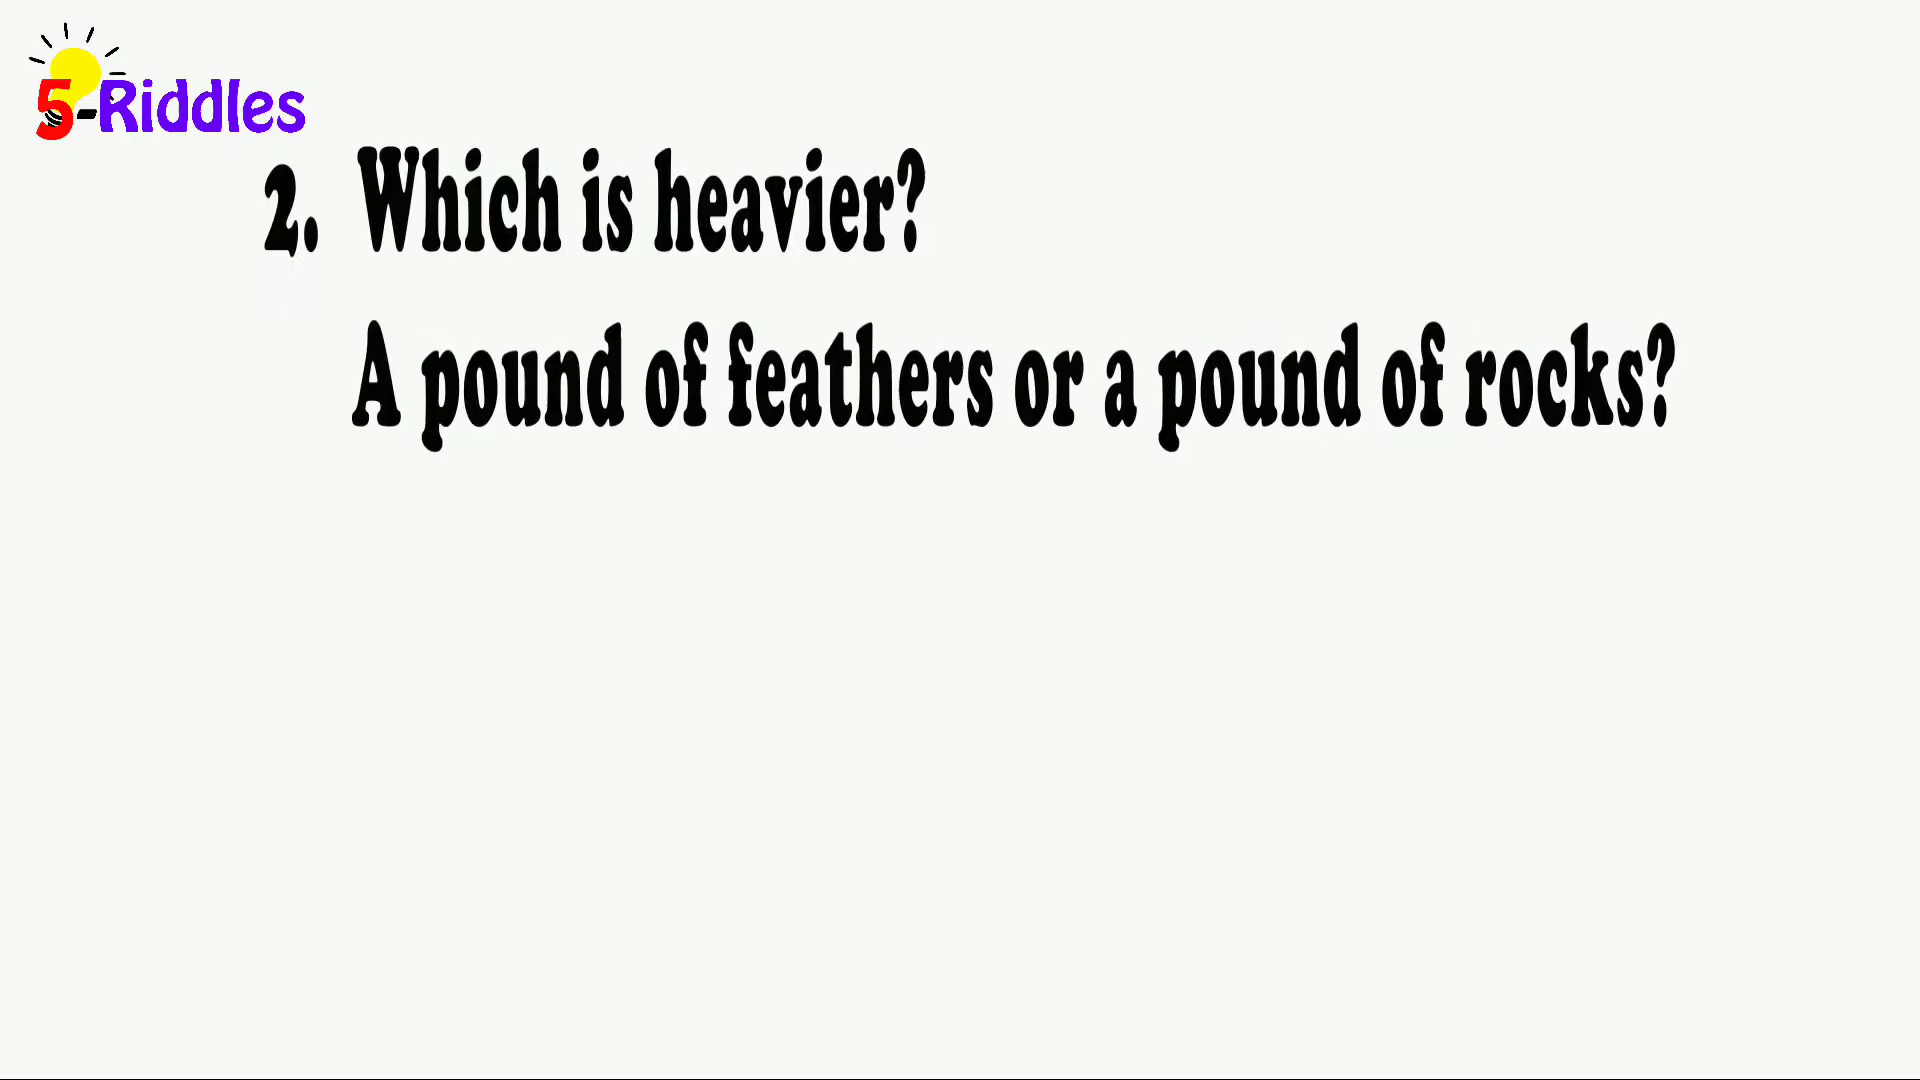 5-Riddles
2. Which is heavier?
A pound of feathers or a pound of rocks?